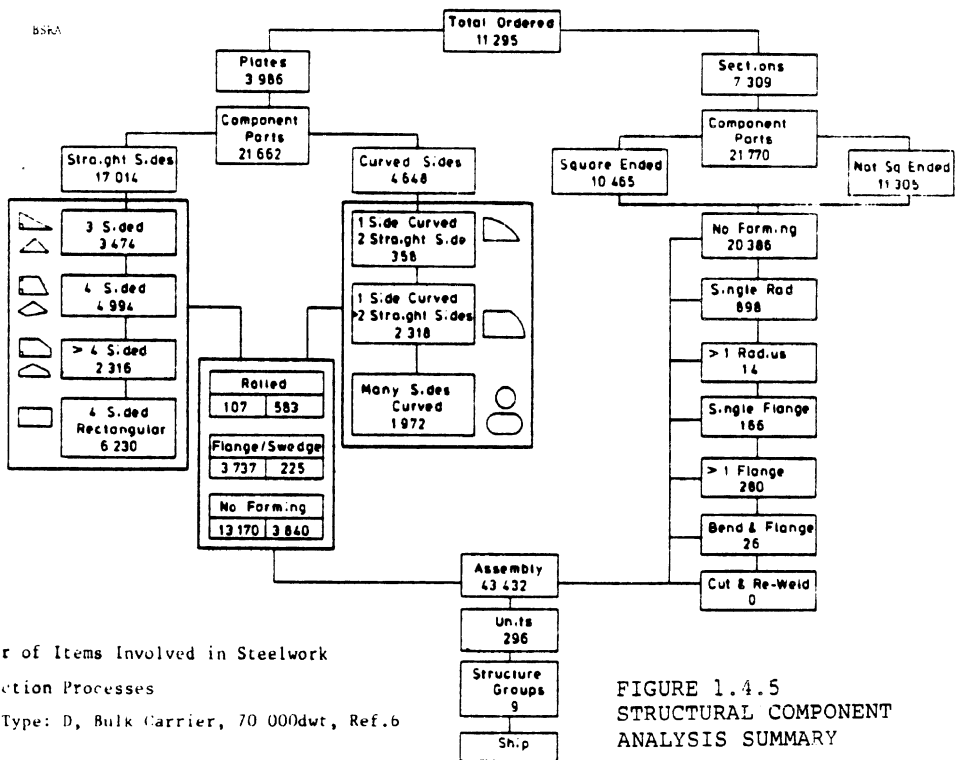 BSRA
Total Ordered
11 295
Plates
3 986
Sections
7 309
Component
Parts
21 662
Component
Parts
21 770
Straight Sides
17 014
Curved Sides
4 648
Square Ended
10 465
Not Sq Ended
11 305
3 Sided
3 474
4 Sided
4 994
> 4 Sided
2 316
4 Sided
Rectangular
6 230
1 Side Curved
2 Straight Side
358
1 Side Curved
>2 Straight Sides
2 318
Many Sides
Curved
1 972
Rolled
107 583
Flange/Swedge
3 737 225
No Forming
13 170 3 840
No Forming
20 386
Single Rad
898
> 1 Radius
14
Single Flange
166
> 1 Flange
280
Bend & Flange
26
Cut & Re-Weld
0
Assembly
43 432
Units
296
Structure
Groups
9
Ship
r of Items Involved in Steelwork
ction Processes
Type: D, Bulk Carrier, 70 000dwt, Ref.6
FIGURE 1.4.5
STRUCTURAL COMPONENT
ANALYSIS SUMMARY